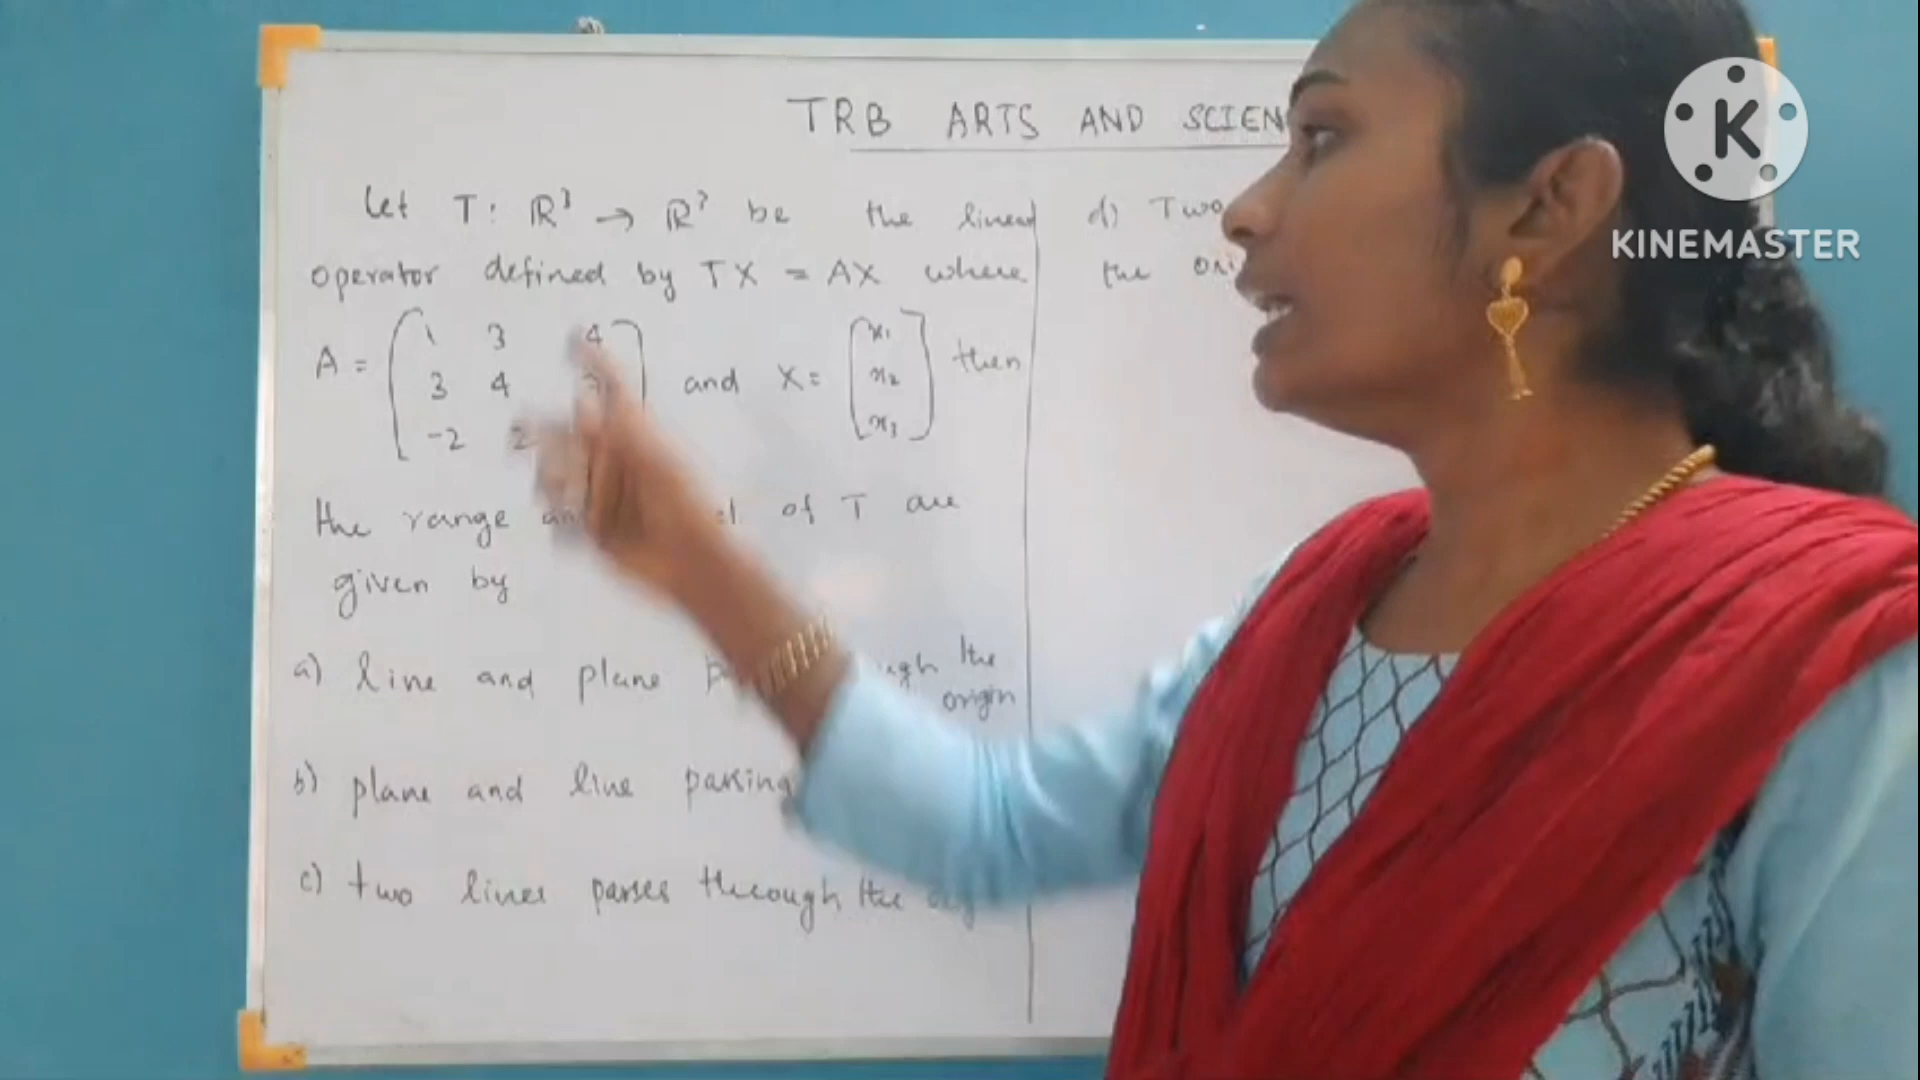 TRB ARTS AND SCIEN
Let T: ℝ³ → ℝ³ be the linear
operator defined by TX = AX where
A = 1 3 4 and X = x₁ then
3 4 x₂
-2 2 x₃
the range of T are
given by
a) line and plane the
origin
b) plane and line passing
c) two lines passes through the
d) Two
the
K
KINEMASTER